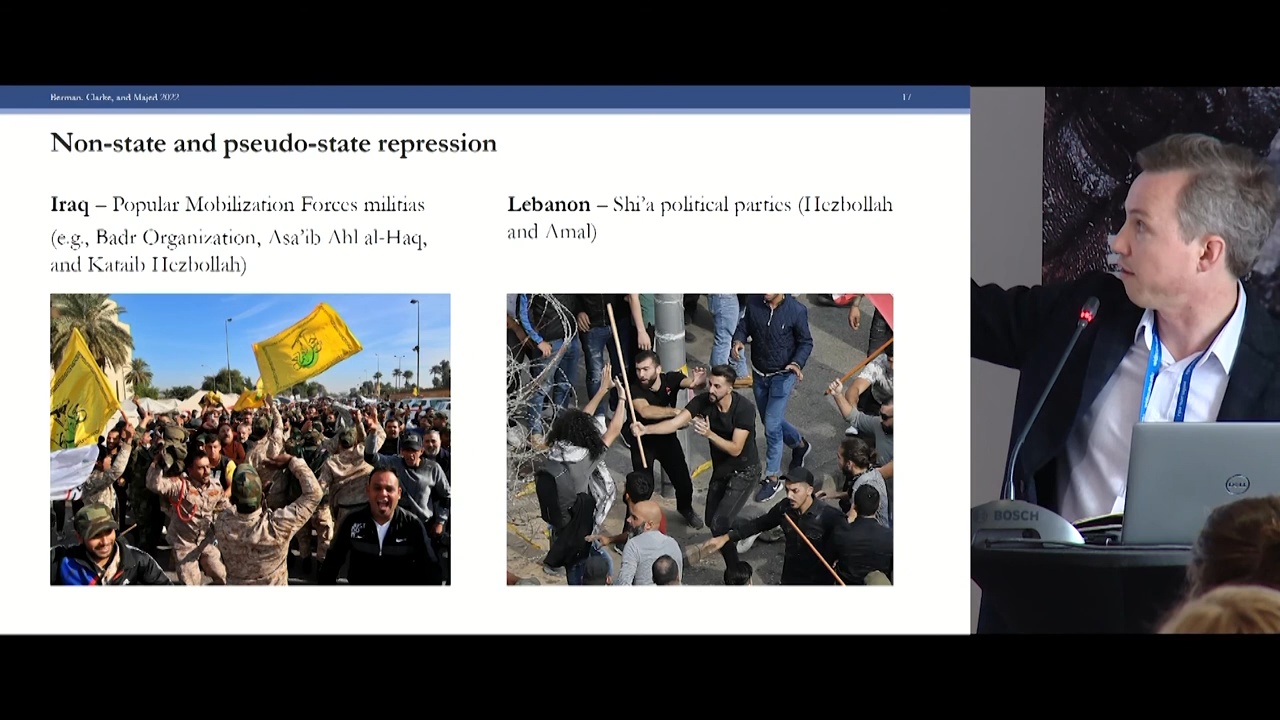 Berman, Clarke, and Majed 2022
17
Non-state and pseudo-state repression
Iraq – Popular Mobilization Forces militias
(e.g., Badr Organization, Asa'ib Ahl al-Haq,
and Kataib Hezbollah)
Lebanon – Shi'a political parties (Hezbollah
and Amal)
BOSCH
DELL